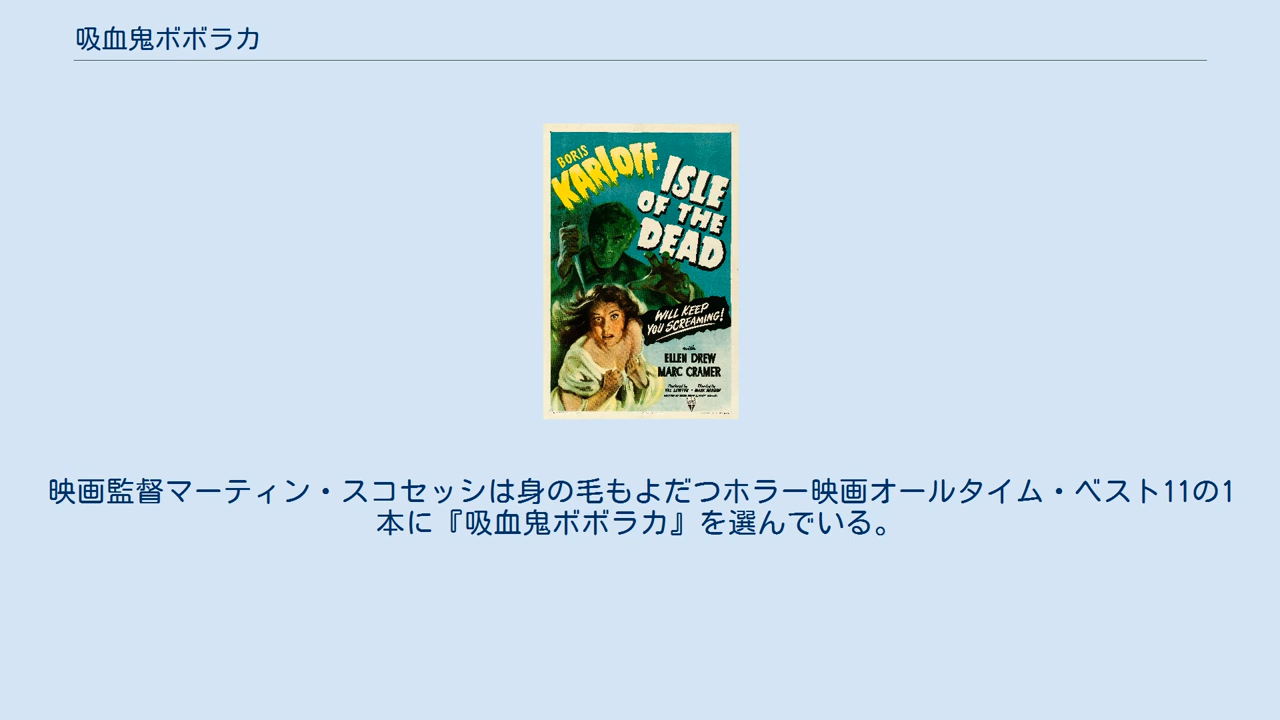 吸血鬼ボボラカ
BORIS
KARLOFF
ISLE
OF THE
DEAD
WILL KEEP
YOU SCREAMING!
with
ELLEN DREW
MARC CRAMER
映画監督マーティン・スコセッシは身の毛もよだつホラー映画オールタイム・ベスト11の1
本に『吸血鬼ボボラカ』を選んでいる。